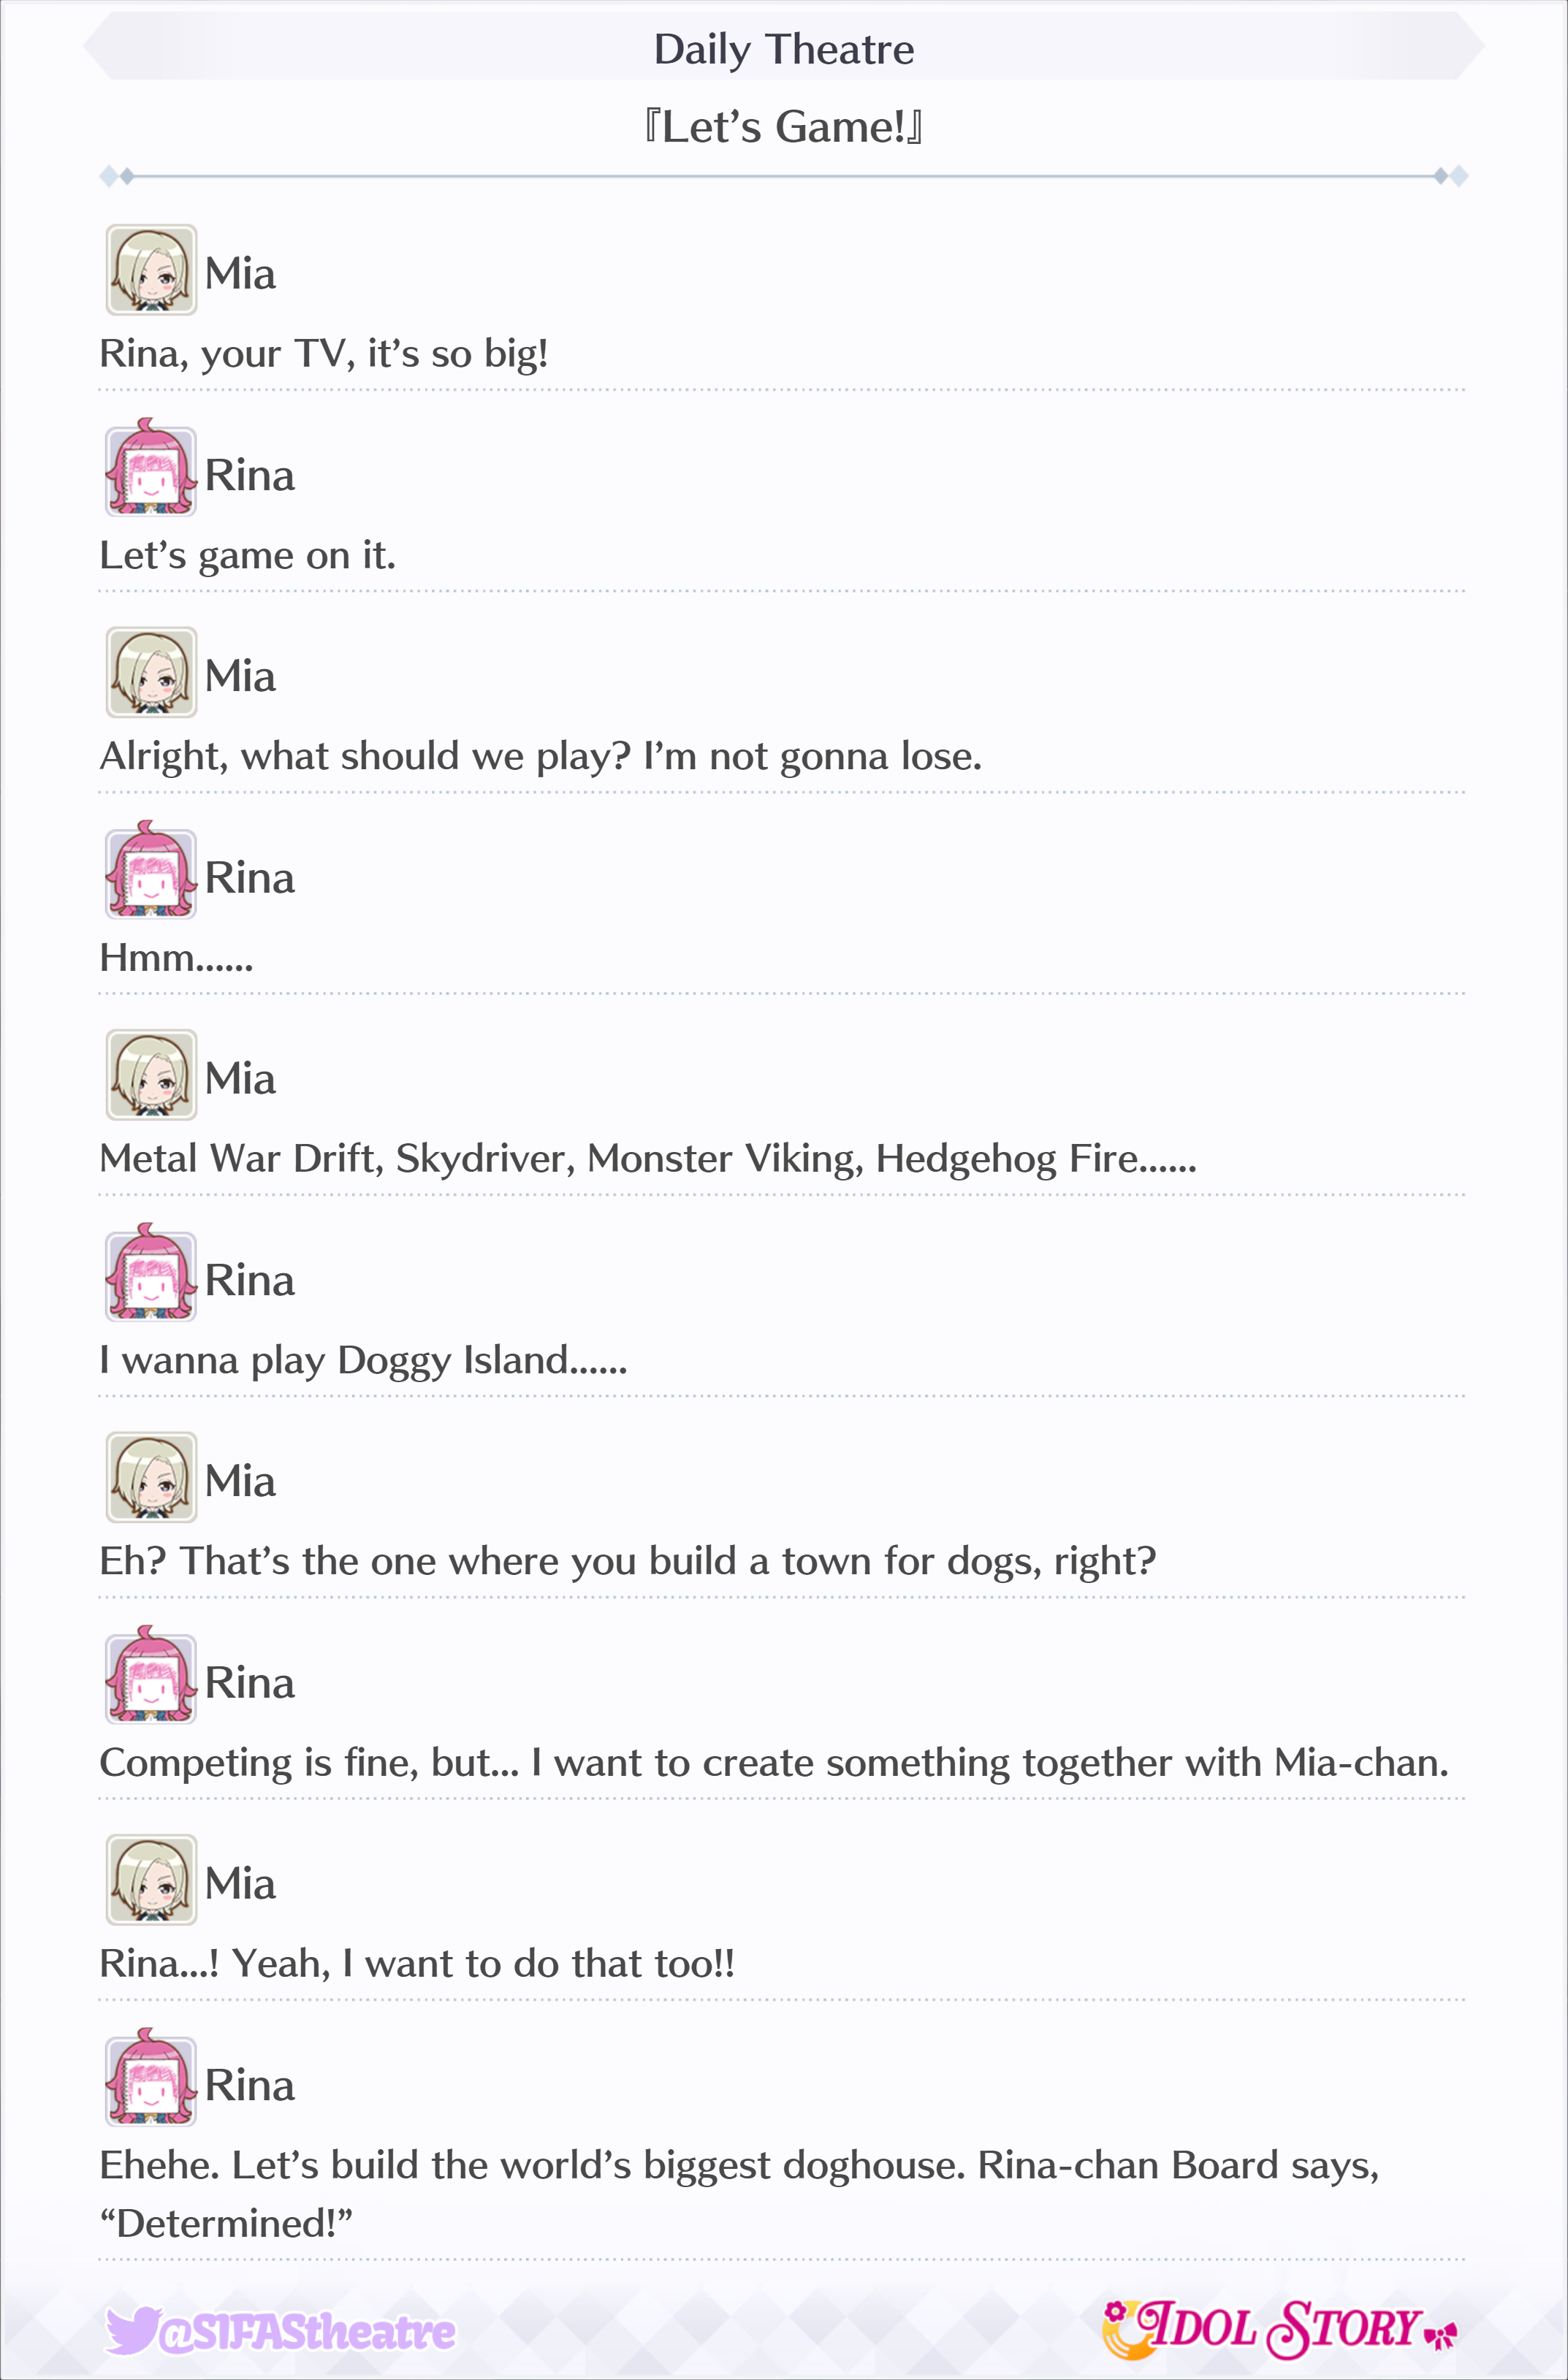 Daily Theatre
『Let's Game!』
Mia
Rina, your TV, it's so big!
Rina
Let's game on it.
Mia
Alright, what should we play? I'm not gonna lose.
Rina
Hmm......
Mia
Metal War Drift, Skydriver, Monster Viking, Hedgehog Fire......
Rina
I wanna play Doggy Island......
Mia
Eh? That's the one where you build a town for dogs, right?
Rina
Competing is fine, but... I want to create something together with Mia-chan.
Mia
Rina...! Yeah, I want to do that too!!
Rina
Ehehe. Let's build the world's biggest doghouse. Rina-chan Board says,
“Determined!”
@SIFAStheatre
IDOL STORY